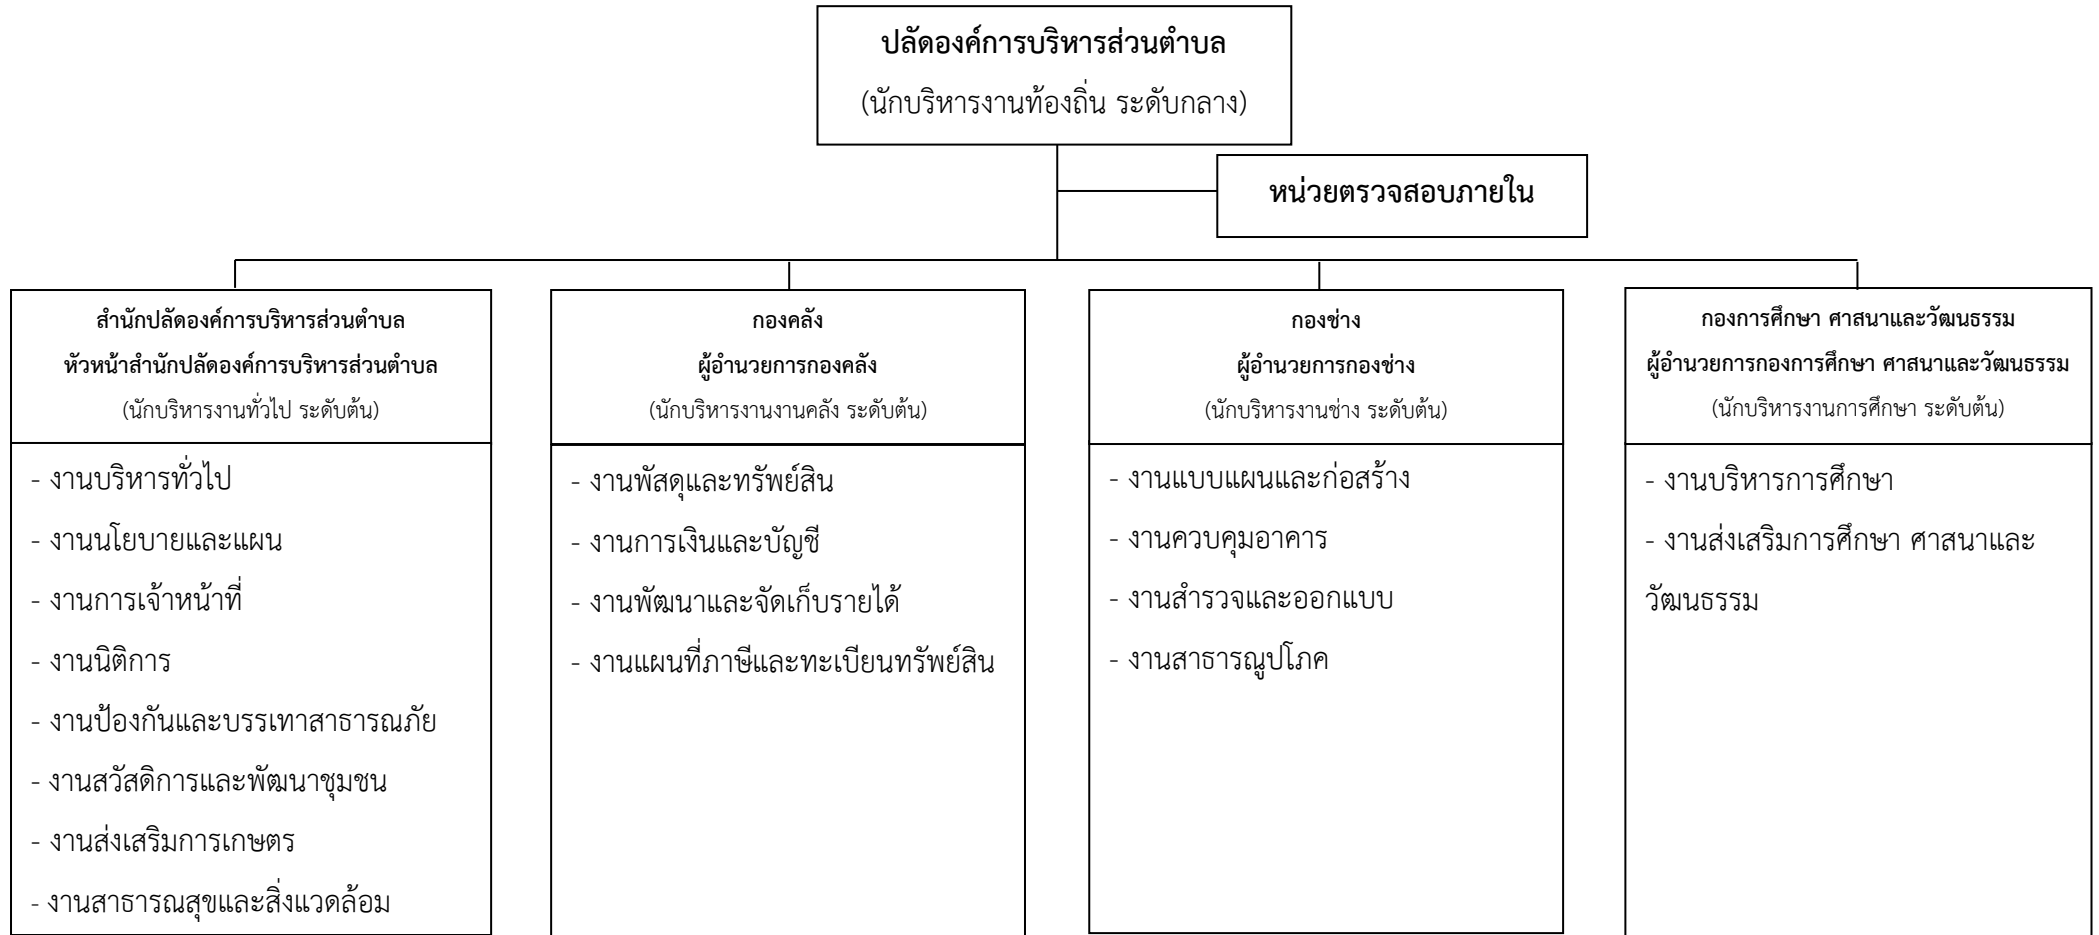 ปลัดองค์การบริหารส่วนตำบล
(นักบริหารงานท้องถิ่น ระดับกลาง)
หน่วยตรวจสอบภายใน
สำนักปลัดองค์การบริหารส่วนตำบล
หัวหน้าสำนักปลัดองค์การบริหารส่วนตำบล
(นักบริหารงานทั่วไป ระดับต้น)
- งานบริหารทั่วไป
- งานนโยบายและแผน
- งานการเจ้าหน้าที่
- งานนิติการ
- งานป้องกันและบรรเทาสาธารณภัย
- งานสวัสดิการและพัฒนาชุมชน
- งานส่งเสริมการเกษตร
- งานสาธารณสุขและสิ่งแวดล้อม
กองคลัง
ผู้อำนวยการกองคลัง
(นักบริหารงานงานคลัง ระดับต้น)
- งานพัสดุและทรัพย์สิน
- งานการเงินและบัญชี
- งานพัฒนาและจัดเก็บรายได้
- งานแผนที่ภาษีและทะเบียนทรัพย์สิน
กองช่าง
ผู้อำนวยการกองช่าง
(นักบริหารงานช่าง ระดับต้น)
- งานแบบแผนและก่อสร้าง
- งานควบคุมอาคาร
- งานสำรวจและออกแบบ
- งานสาธารณูปโภค
กองการศึกษา ศาสนาและวัฒนธรรม
ผู้อำนวยการกองการศึกษา ศาสนาและวัฒนธรรม
(นักบริหารงานการศึกษา ระดับต้น)
- งานบริหารการศึกษา
- งานส่งเสริมการศึกษา ศาสนาและ
วัฒนธรรม